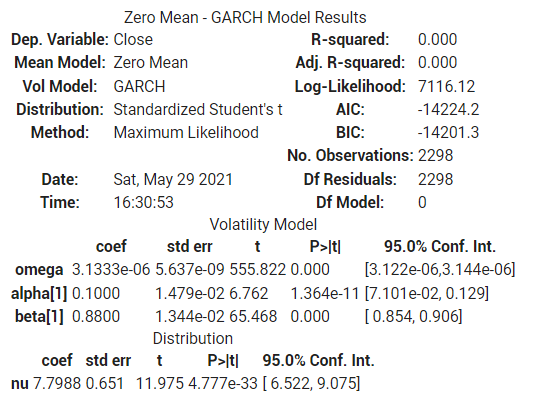 Zero Mean - GARCH Model Results
Dep. Variable: Close R-squared: 0.000
Mean Model: Zero Mean Adj. R-squared: 0.000
Vol Model: GARCH Log-Likelihood: 7116.12
Distribution: Standardized Student's t AIC: -14224.2
Method: Maximum Likelihood BIC: -14201.3
No. Observations: 2298
Date: Sat, May 29 2021 Df Residuals: 2298
Time: 16:30:53 Df Model: 0
Volatility Model
coef std err t P>|t| 95.0% Conf. Int.
omega 3.1333e-06 5.637e-09 555.822 0.000 [3.122e-06,3.144e-06]
alpha[1] 0.1000 1.479e-02 6.762 1.364e-11 [7.101e-02, 0.129]
beta[1] 0.8800 1.344e-02 65.468 0.000 [ 0.854, 0.906]
Distribution
coef std err t P>|t| 95.0% Conf. Int.
nu 7.7988 0.651 11.975 4.777e-33 [ 6.522, 9.075]